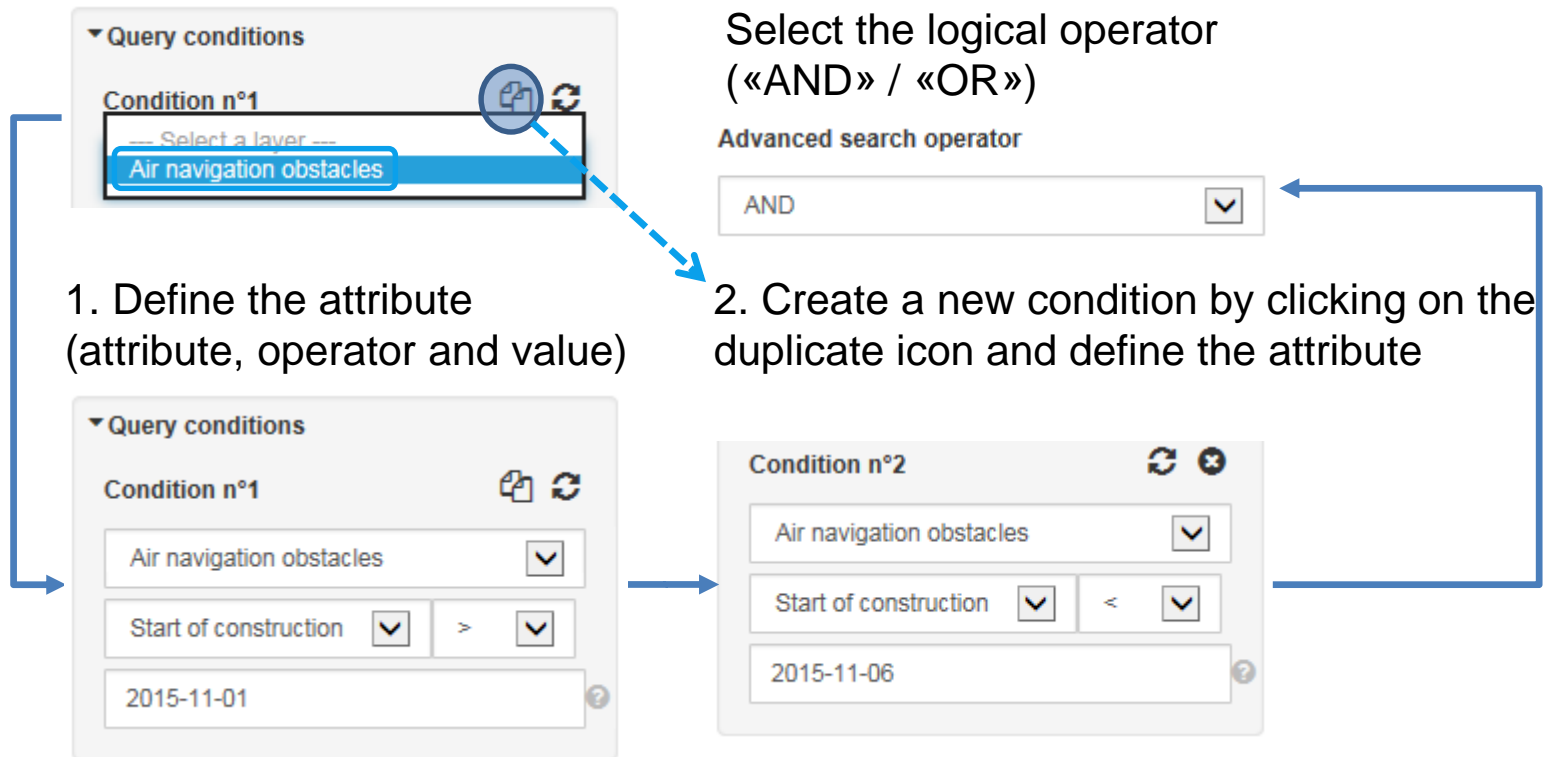 Query conditions
Condition n°1
--- Select a layer ---
Air navigation obstacles
1. Define the attribute
(attribute, operator and value)
Query conditions
Condition n°1
Air navigation obstacles
Start of construction >
2015-11-01
Select the logical operator
(«AND» / «OR»)
Advanced search operator
AND
2. Create a new condition by clicking on the
duplicate icon and define the attribute
Condition n°2
Air navigation obstacles
Start of construction <
2015-11-06